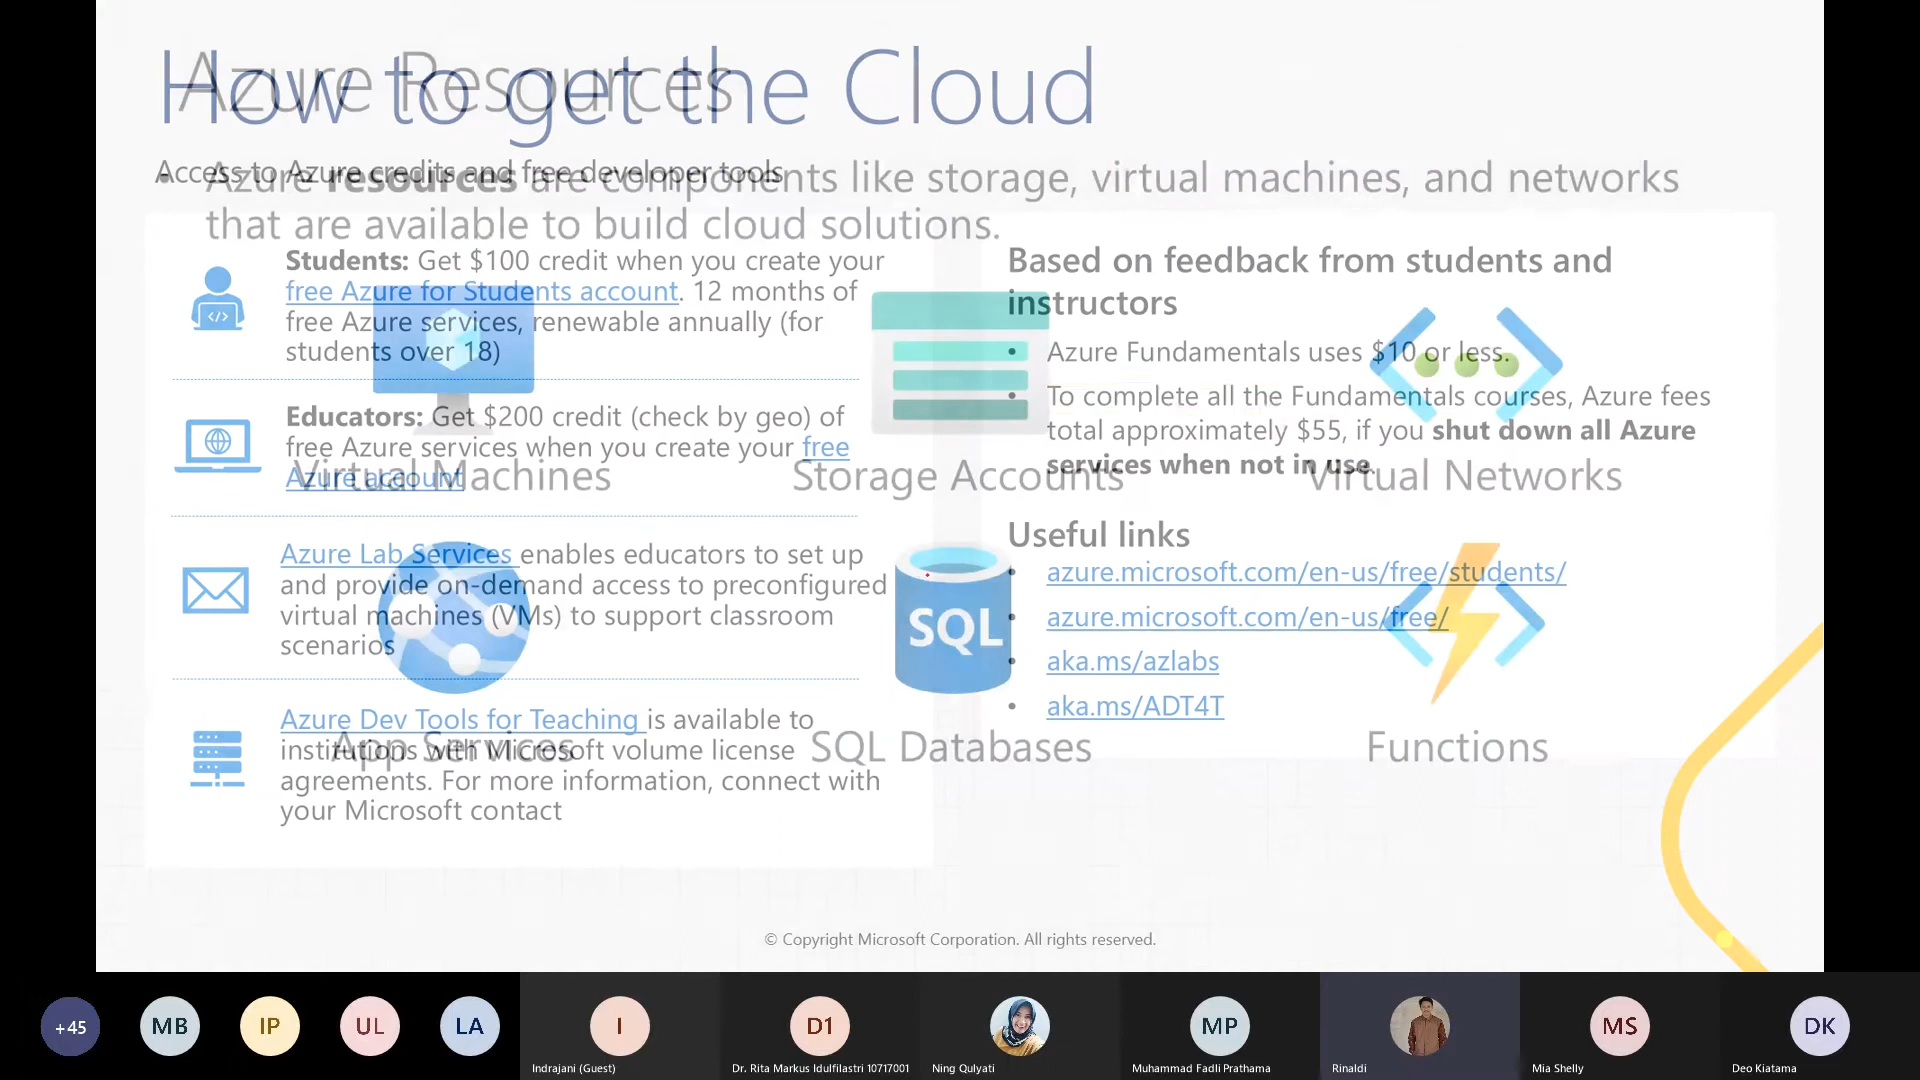 How to get the Cloud
Azure Resources
Access to Azure credits and free developer tools
• Azure resources are components like storage, virtual machines, and networks
that are available to build cloud solutions.
Students: Get $100 credit when you create your
free Azure for Students account. 12 months of
free Azure services, renewable annually (for
students over 18)
Educators: Get $200 credit (check by geo) of
free Azure services when you create your free
Azure account
Azure Lab Services enables educators to set up
and provide on-demand access to preconfigured
virtual machines (VMs) to support classroom
scenarios
Azure Dev Tools for Teaching is available to
institutions with Microsoft volume license
agreements. For more information, connect with
your Microsoft contact
Based on feedback from students and
instructors
• Azure Fundamentals uses $10 or less.
• To complete all the Fundamentals courses, Azure fees
total approximately $55, if you shut down all Azure
services when not in use.
Useful links
• azure.microsoft.com/en-us/free/students/
• azure.microsoft.com/en-us/free/
• aka.ms/azlabs
• aka.ms/ADT4T
Virtual Machines
Storage Accounts
Virtual Networks
App Services
SQL
SQL Databases
Functions
© Copyright Microsoft Corporation. All rights reserved.
+45
MB
IP
UL
LA
I
Indrajani (Guest)
D1
Dr. Rita Markus Idulfilastri 10717001
Ning Qulyati
MP
Muhammad Fadli Prathama
Rinaldi
MS
Mia Shelly
DK
Deo Kiatama